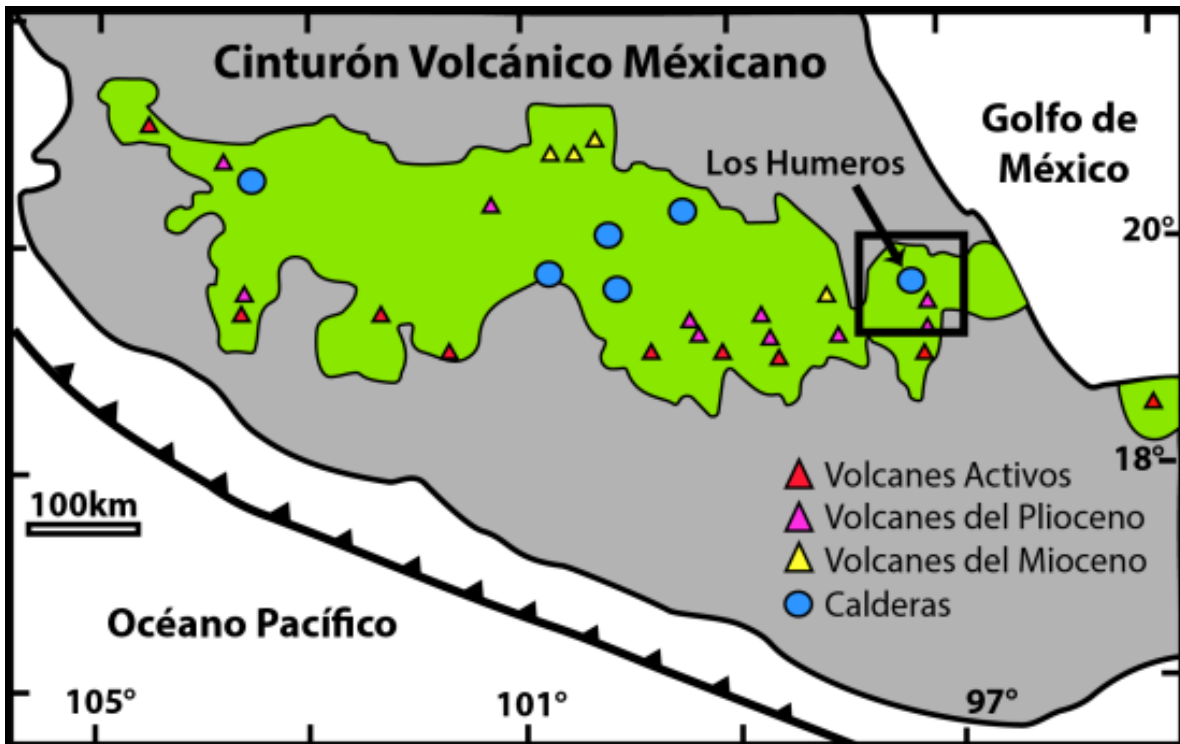 Cinturón Volcánico Méxicano
Golfo de
México
Los Humeros
20°
18°
Volcanes Activos
Volcanes del Plioceno
Volcanes del Mioceno
Calderas
100km
Océano Pacífico
105°
101°
97°